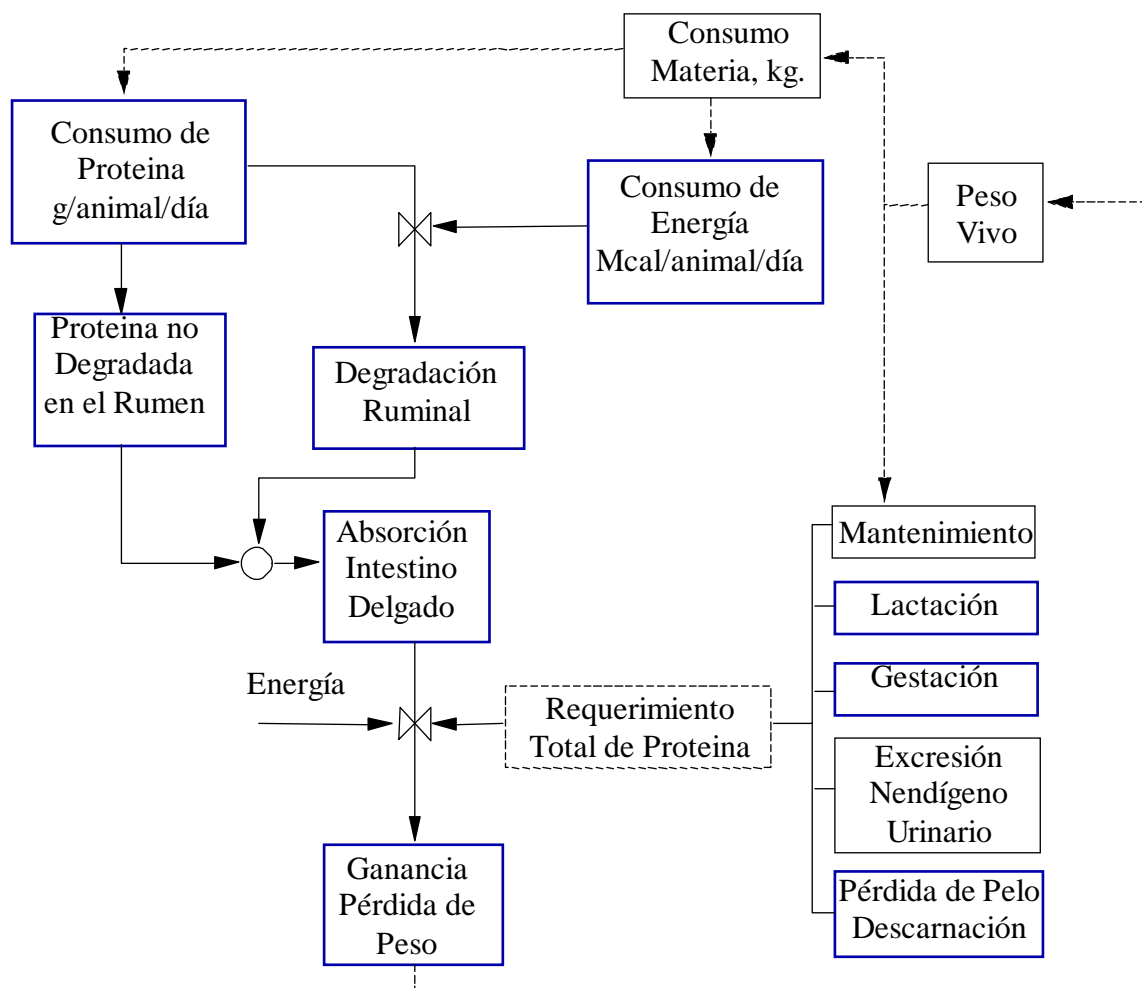 Consumo
Materia, kg.
Consumo de
Proteina
g/animal/día
Consumo de
Energía
Mcal/animal/día
Peso
Vivo
Proteina no
Degradada
en el Rumen
Degradación
Ruminal
Absorción
Intestino
Delgado
Mantenimiento
Lactación
Gestación
Energía
Requerimiento
Total de Proteina
Excresión
Nendígeno
Urinario
Ganancia
Pérdida de
Peso
Pérdida de Pelo
Descarnación